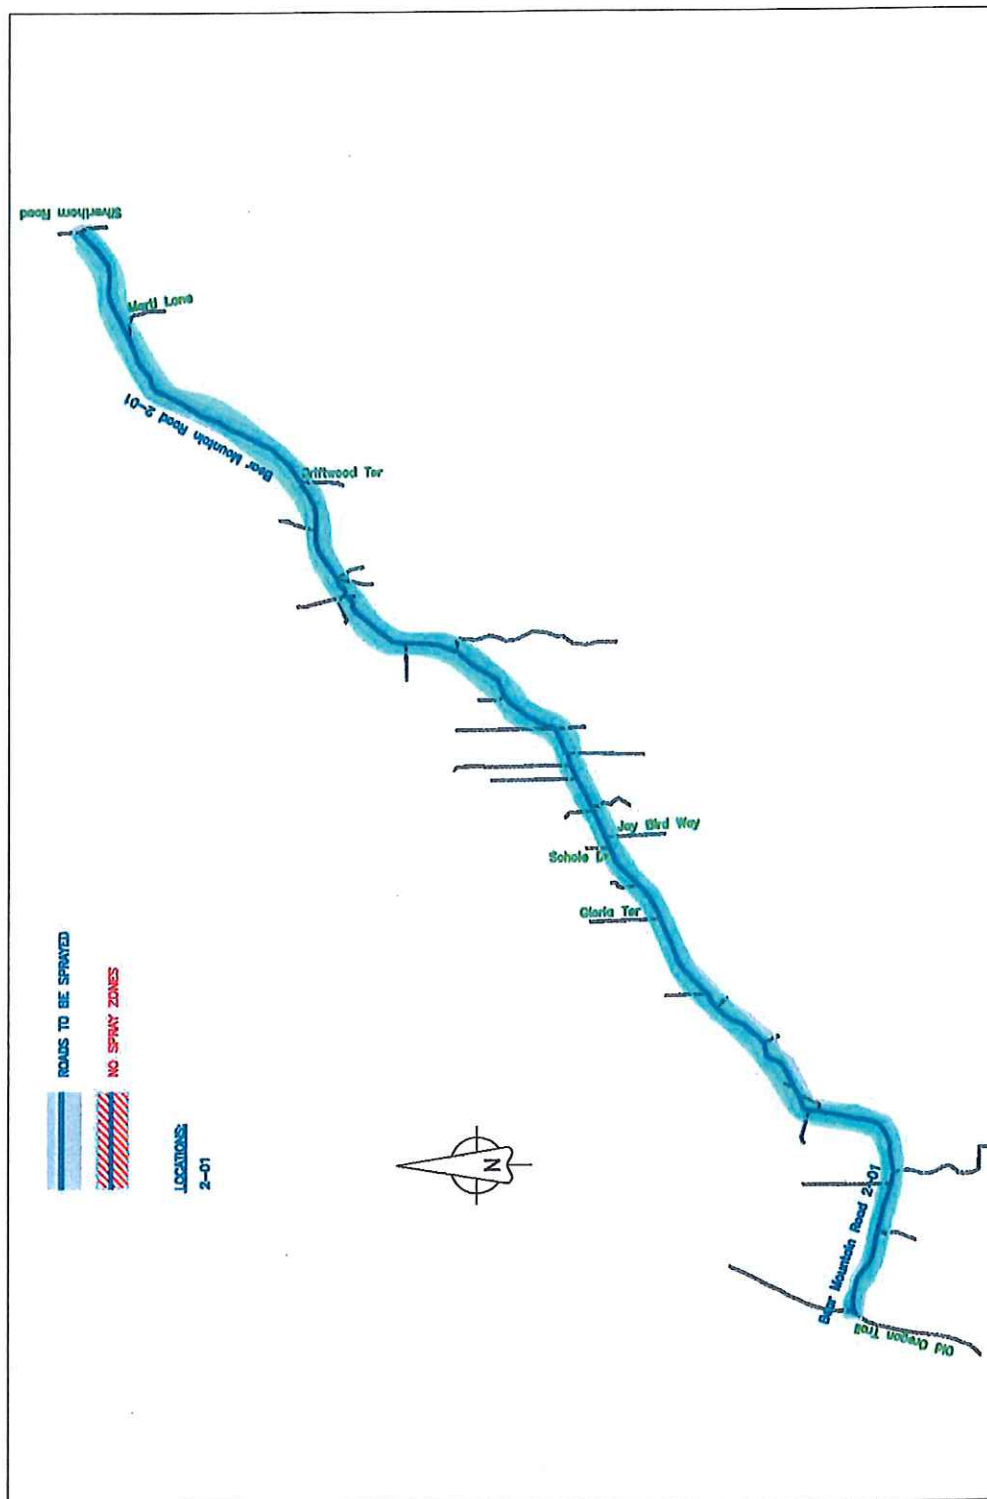 Silverthorn Road
Marti Lane
Bear Mountain Road 2-01
Driftwood Ter
Jay Bird Way
Gloria Ter
ROADS TO BE SPRAYED
NO SPRAY ZONES
LOCATIONS:
2-01
N
Bear Mountain Road 2-01
Old Oregon Trail